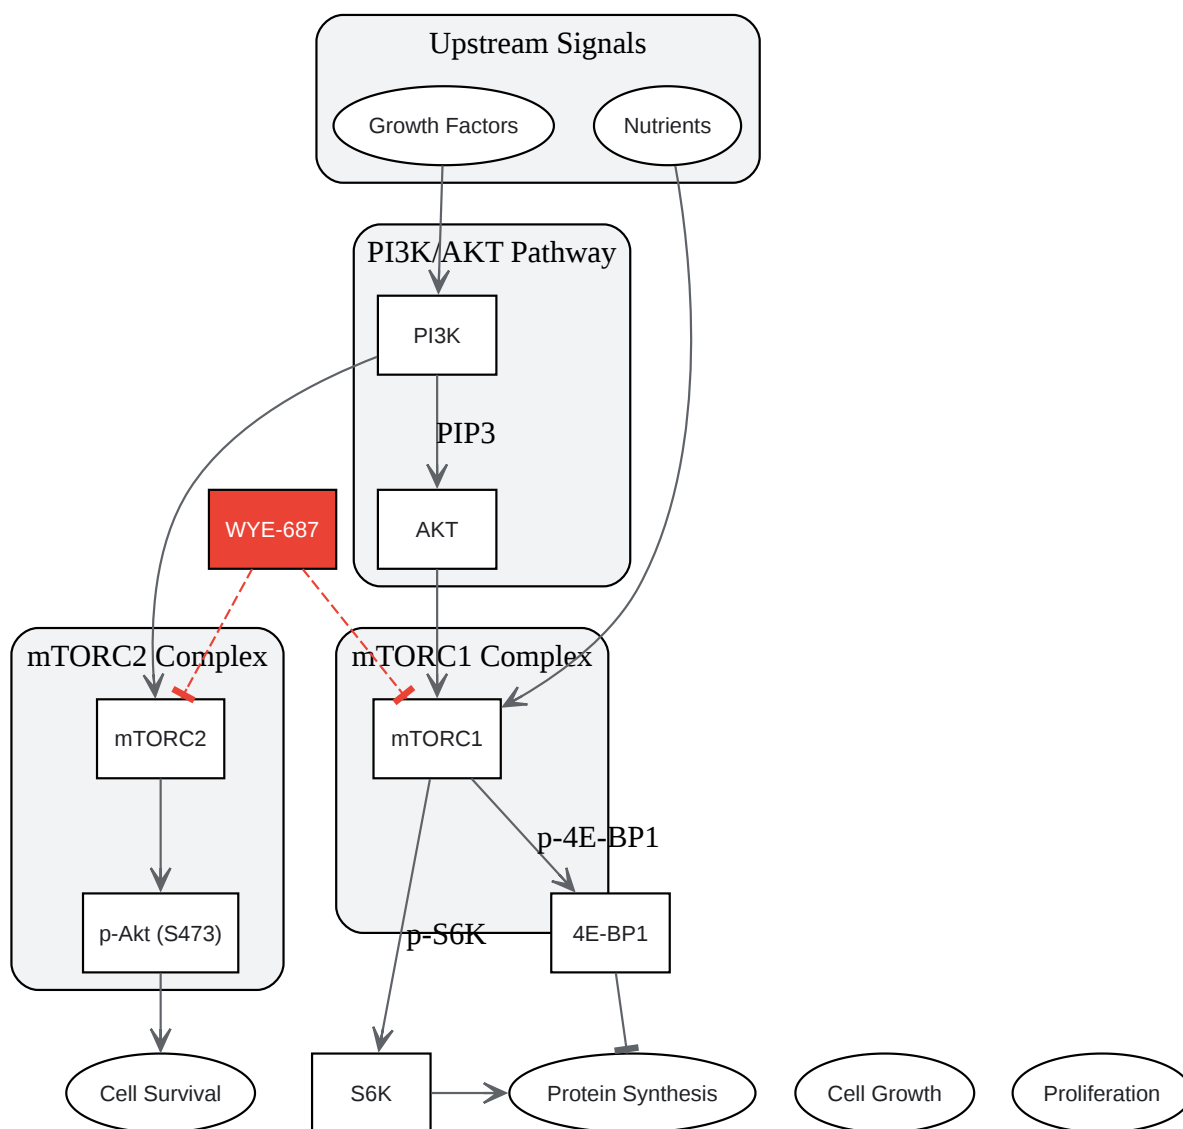 Upstream Signals
Growth Factors
Nutrients
PI3K/AKT Pathway
PI3K
PIP3
WYE-687
AKT
mTORC2 Complex
mTORC1 Complex
mTORC2
mTORC1
p-4E-BP1
p-Akt (S473)
p-S6K
4E-BP1
Cell Survival
S6K
Protein Synthesis
Cell Growth
Proliferation